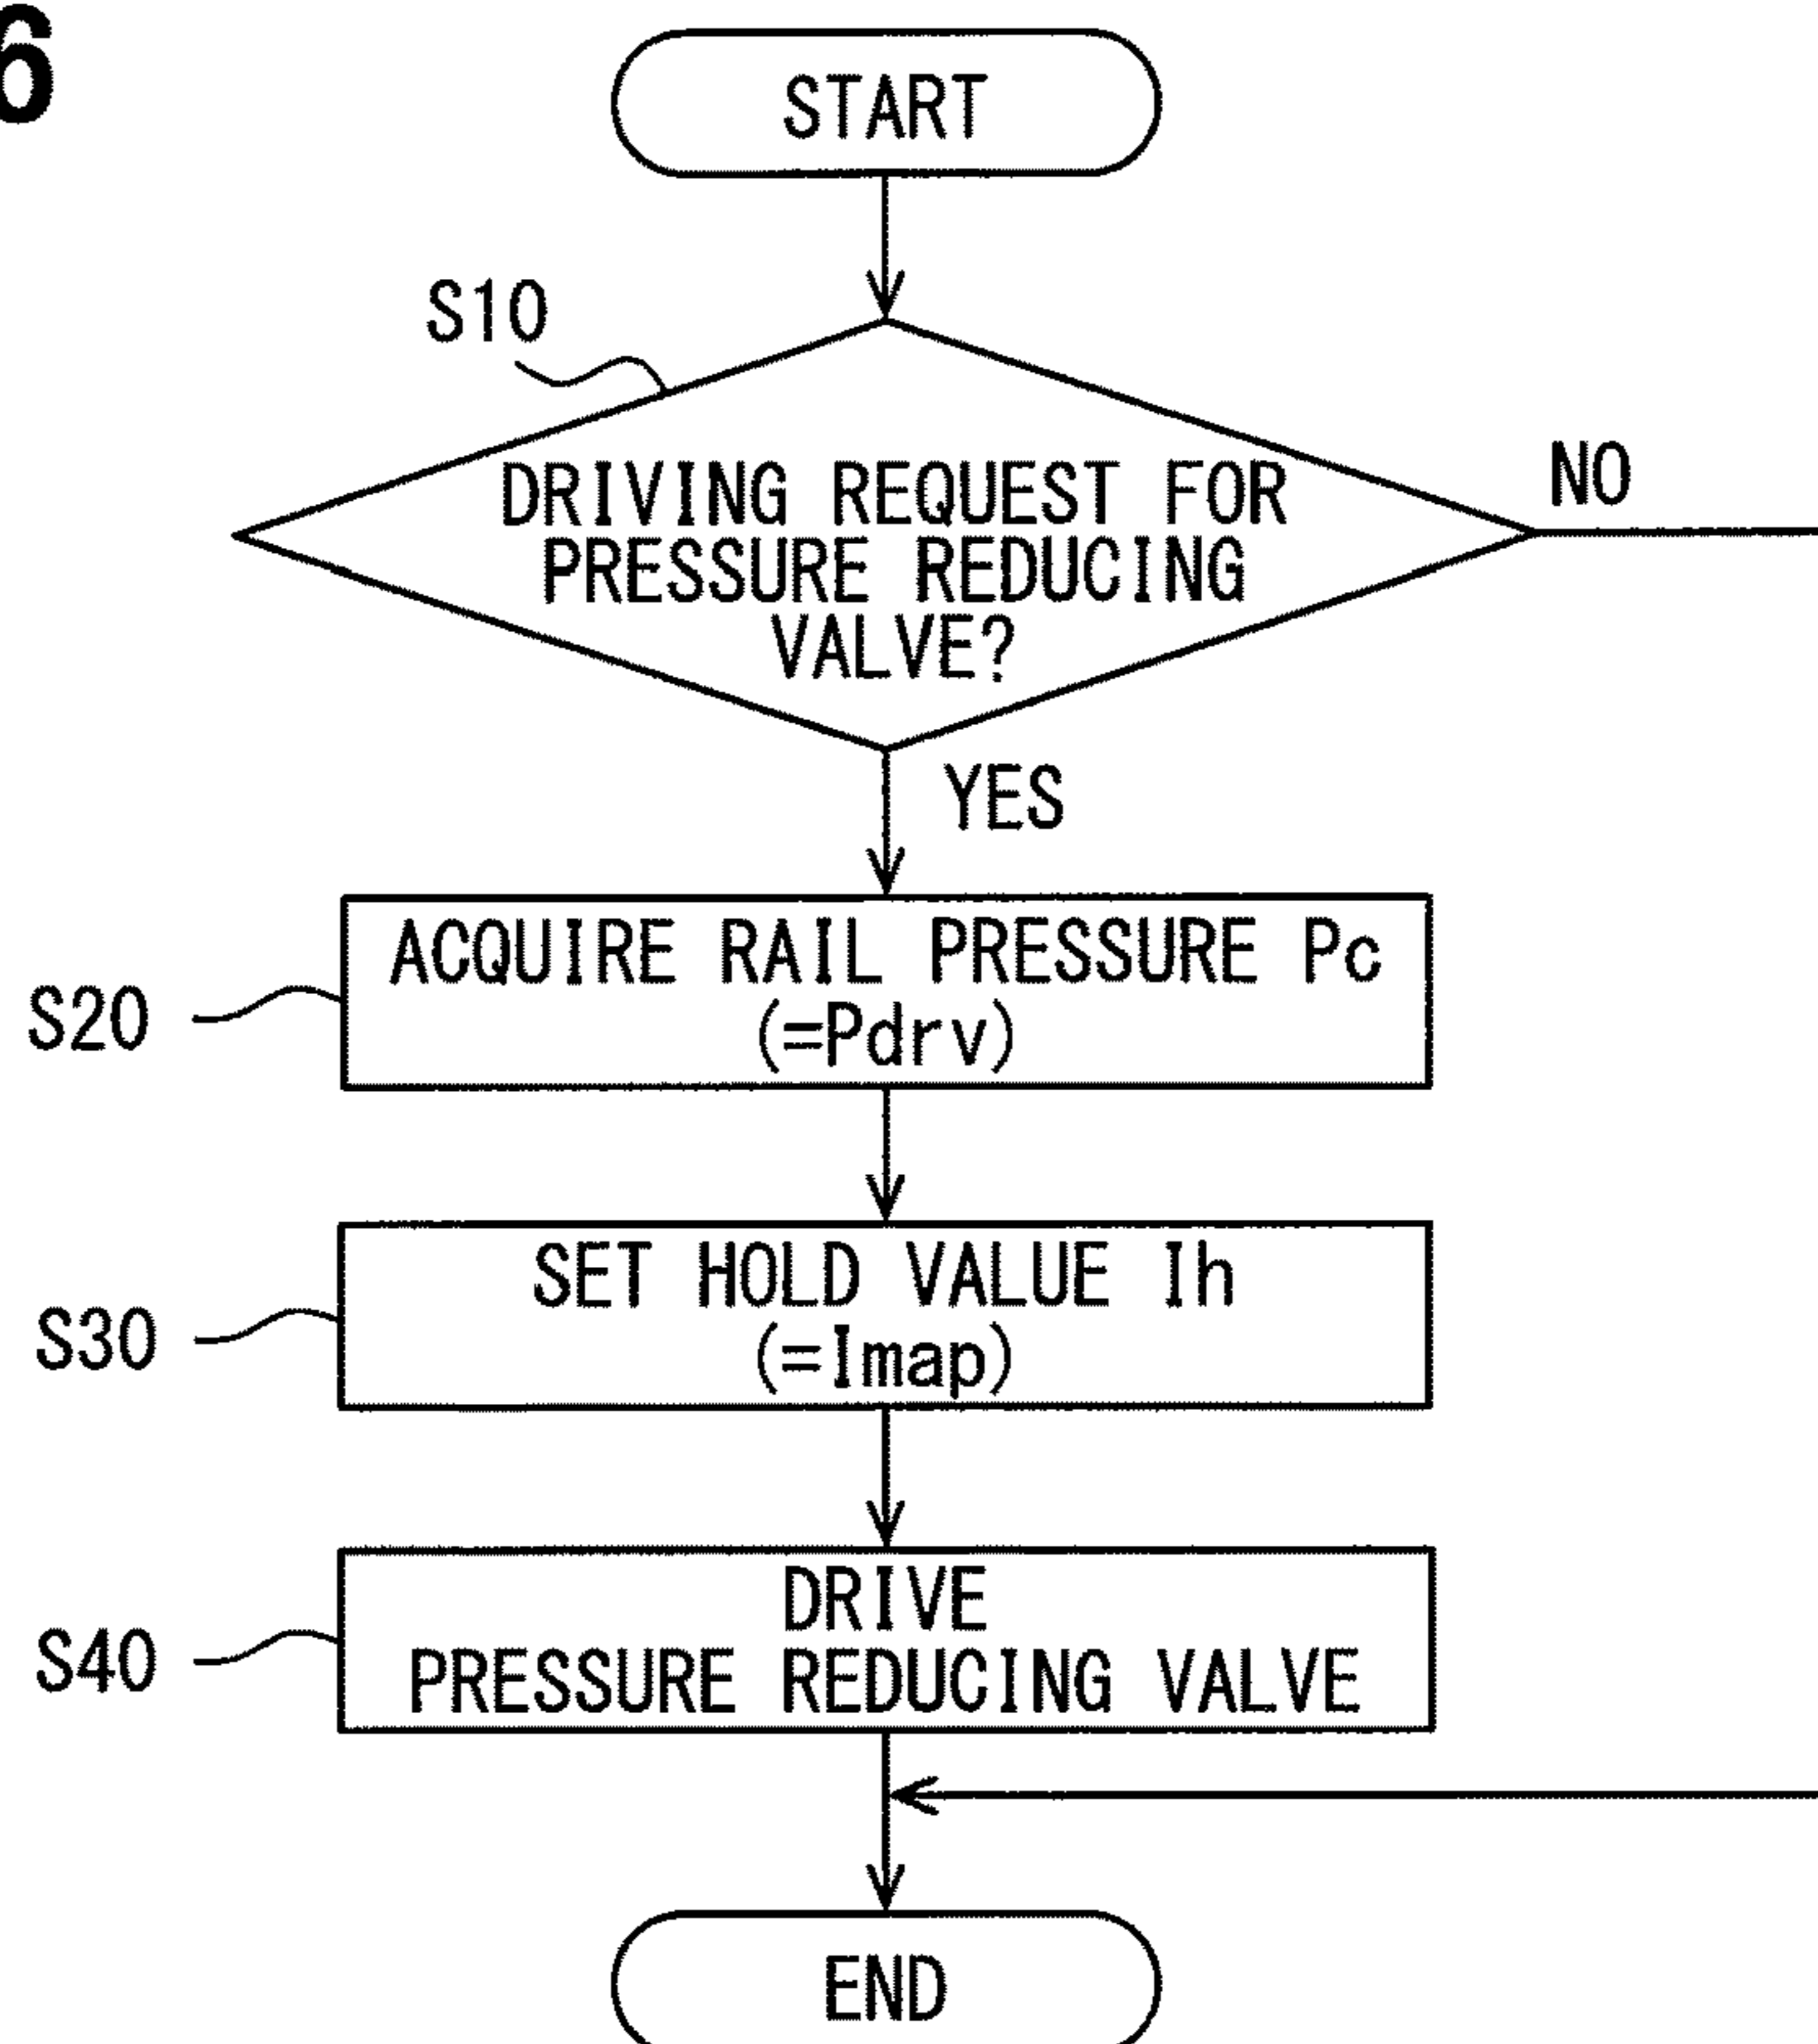 6
START
S10
DRIVING REQUEST FOR
PRESSURE REDUCING
VALVE?
NO
YES
S20
ACQUIRE RAIL PRESSURE Pc
(=Pdrv)
S30
SET HOLD VALUE Ih
(=Imap)
S40
DRIVE
PRESSURE REDUCING VALVE
END